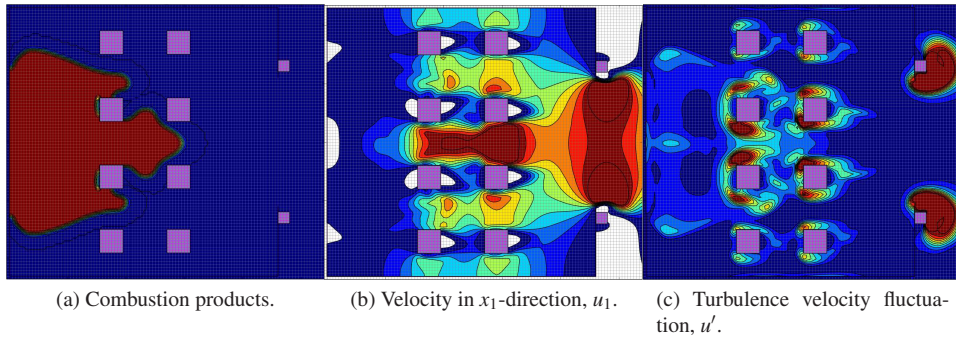 (a) Combustion products.
(b) Velocity in x₁-direction, u₁.
(c) Turbulence velocity fluctua-
tion, u′.